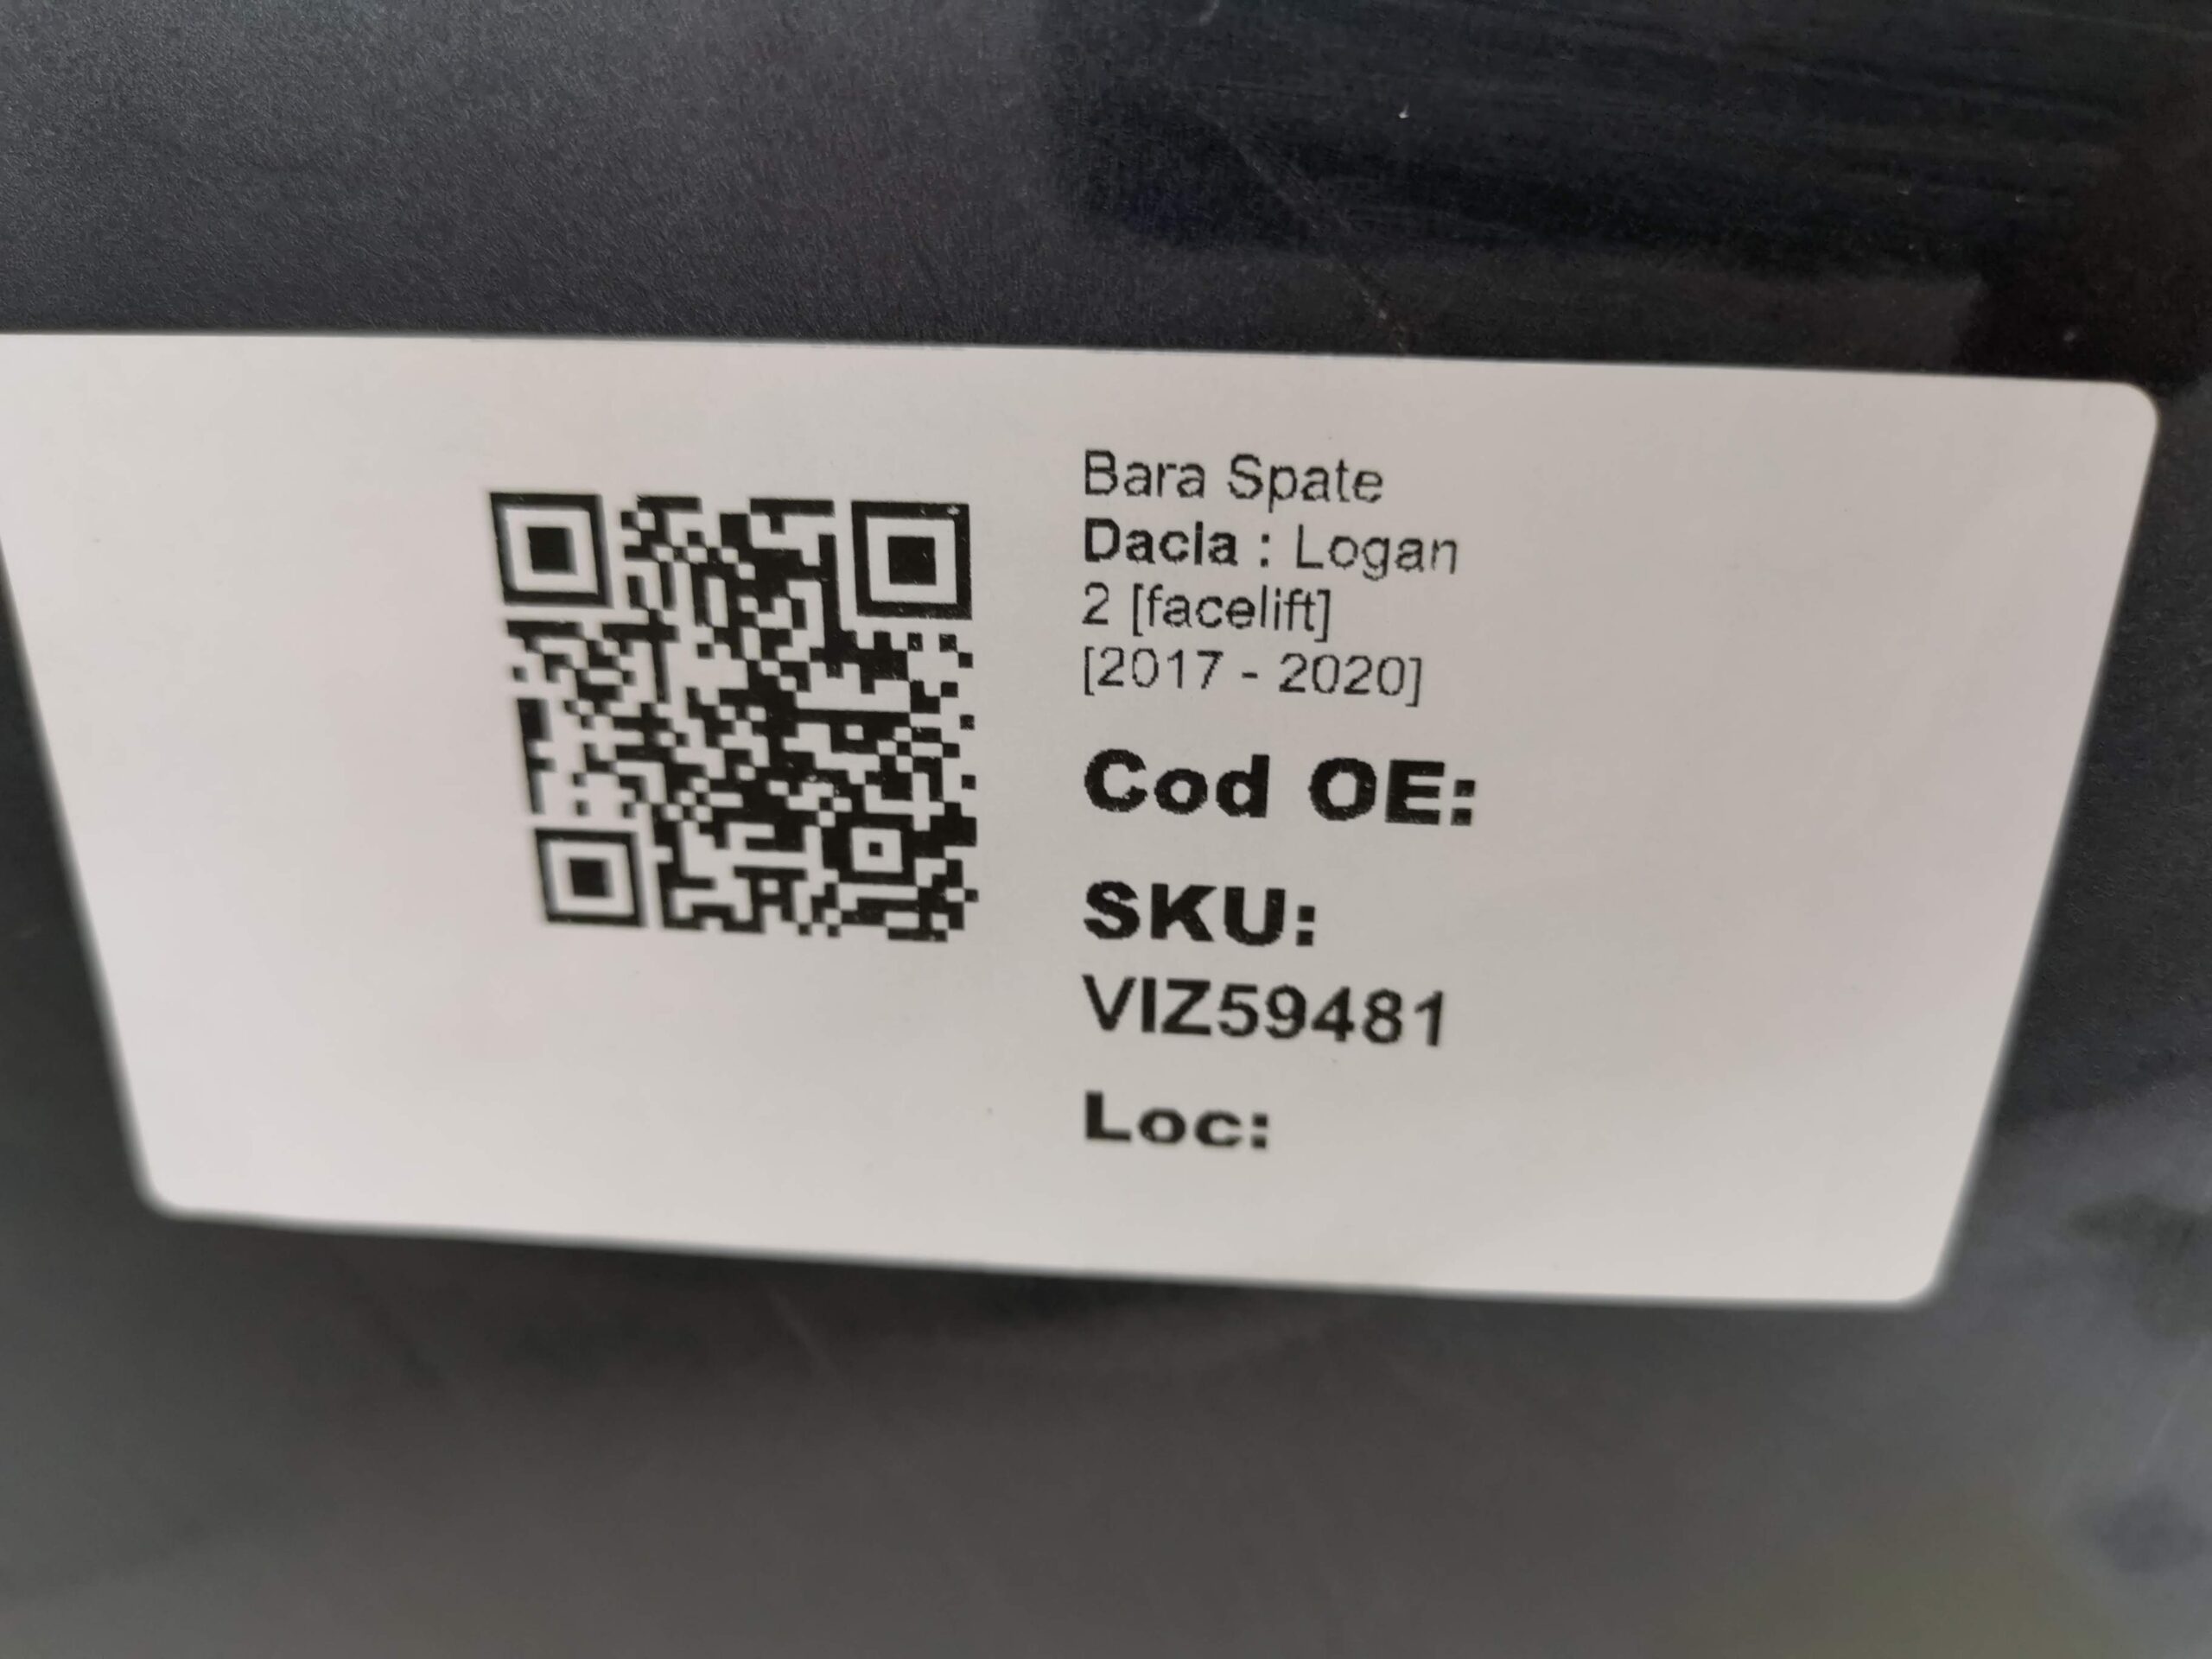 Bara Spate
Dacia : Logan
2 [facelift]
[2017 - 2020]
Cod OE:
SKU:
VIZ59481
Loc: